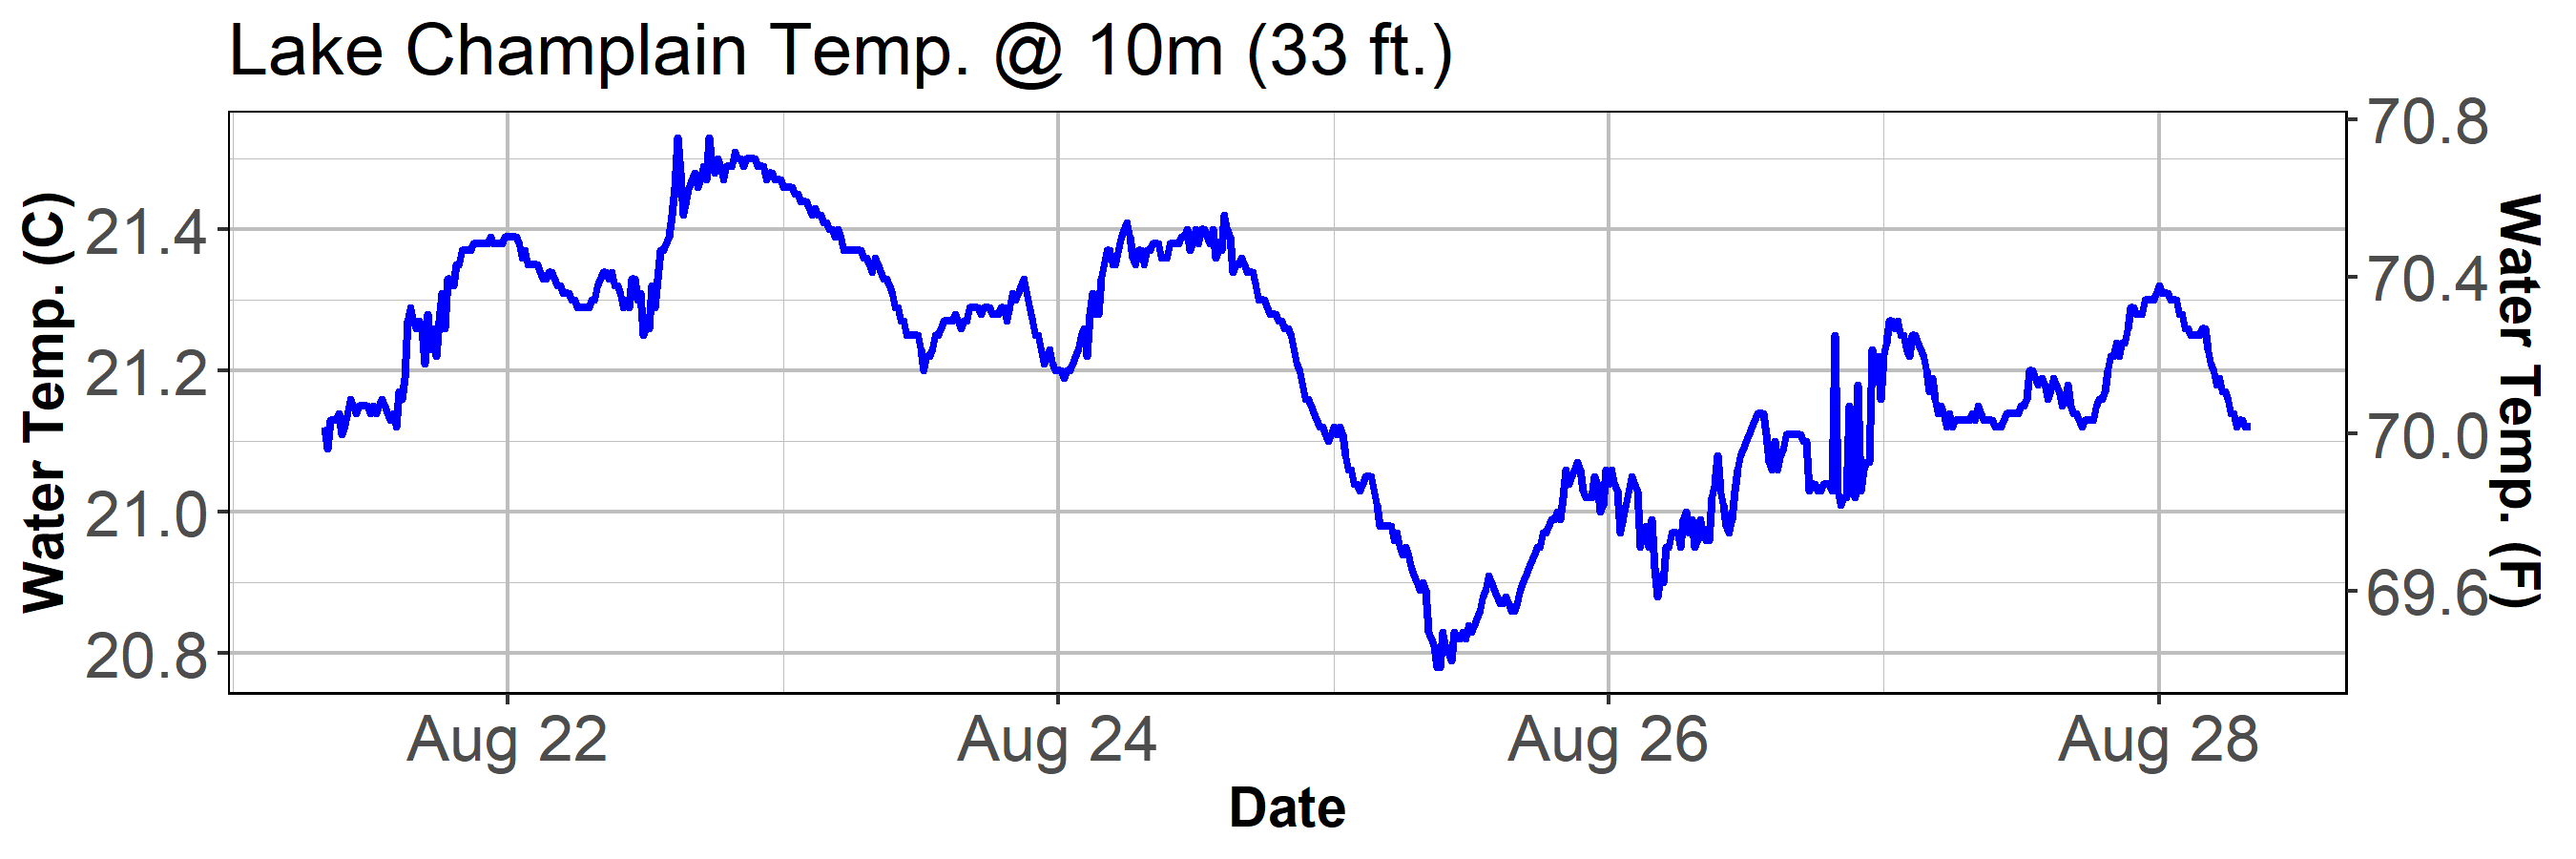 Lake Champlain Temp. @ 10m (33 ft.)
Water Temp. (C)
21.4
21.2
21.0
20.8
70.8
70.4
70.0
69.6
Water Temp. (F)
Aug 22 Aug 24 Aug 26 Aug 28
Date